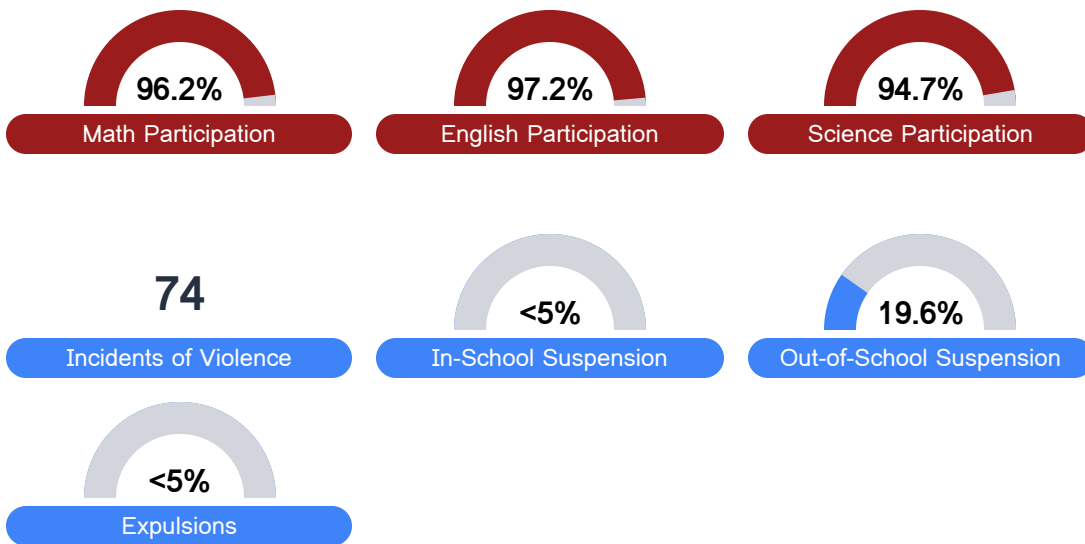 96.2%
Math Participation
97.2%
English Participation
94.7%
Science Participation
74
Incidents of Violence
<5%
In-School Suspension
19.6%
Out-of-School Suspension
<5%
Expulsions